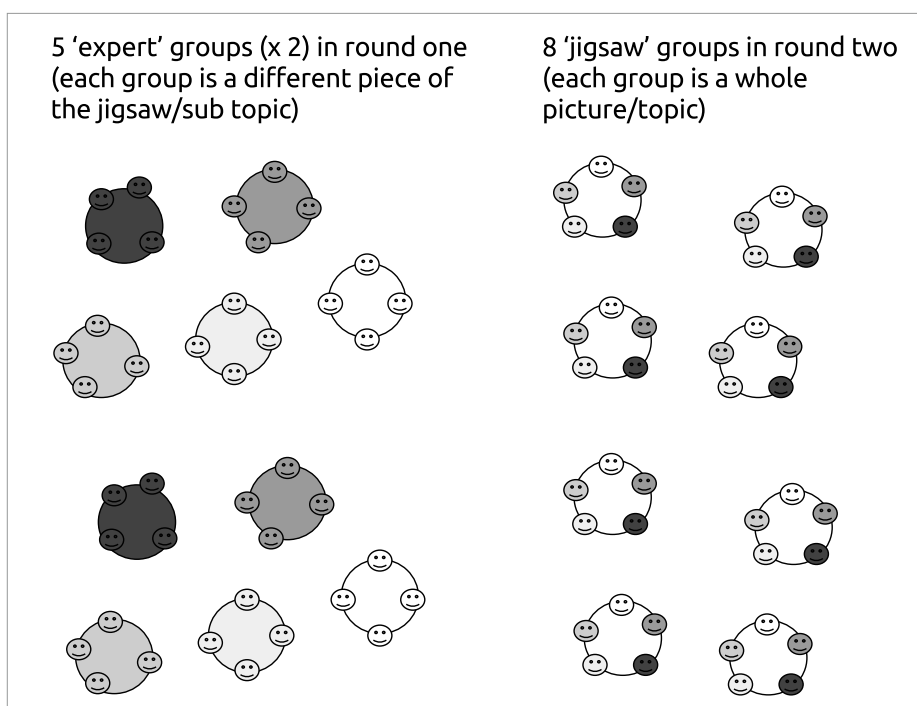 5 ‘expert’ groups (x 2) in round one
(each group is a different piece of
the jigsaw/sub topic)
8 ‘jigsaw’ groups in round two
(each group is a whole
picture/topic)